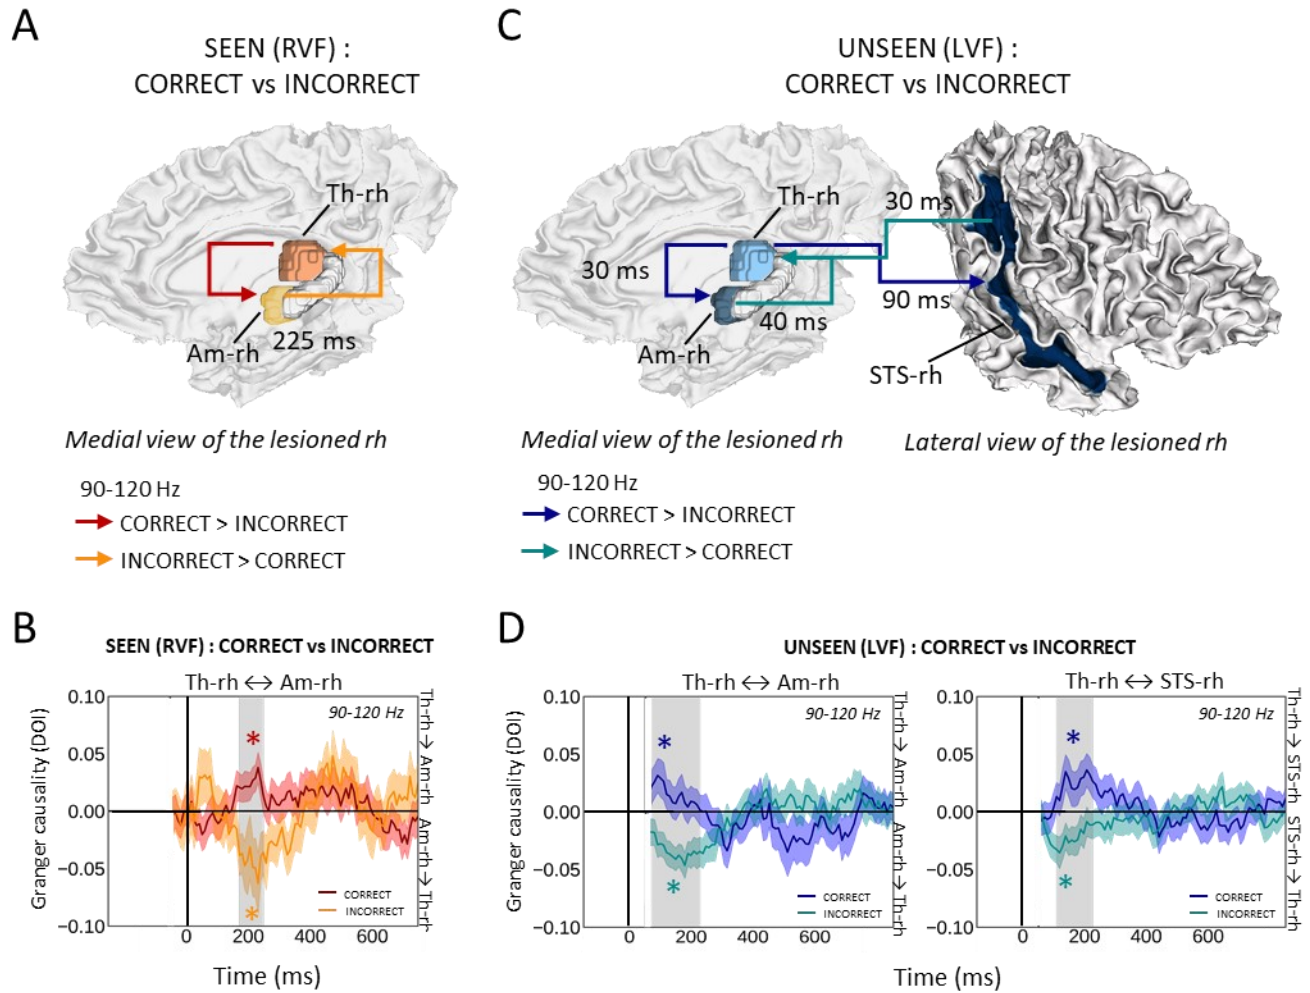 A
SEEN (RVF) :
CORRECT vs INCORRECT
Th-rh
Am-rh
225 ms
Medial view of the lesioned rh
90-120 Hz
CORRECT > INCORRECT
INCORRECT > CORRECT
C
UNSEEN (LVF) :
CORRECT vs INCORRECT
Th-rh
30 ms
30 ms
90 ms
40 ms
Am-rh
STS-rh
Medial view of the lesioned rh
Lateral view of the lesioned rh
90-120 Hz
CORRECT > INCORRECT
INCORRECT > CORRECT
B
SEEN (RVF) : CORRECT vs INCORRECT
Th-rh ↔ Am-rh
90-120 Hz
Granger causality (DOI)
0.10
0.05
0.00
−0.05
−0.10
*
*
Th-rh → Am-rh
Am-rh → Th-rh
CORRECT
INCORRECT
0 200 400 600
Time (ms)
D
UNSEEN (LVF) : CORRECT vs INCORRECT
Th-rh ↔ Am-rh
90-120 Hz
Granger causality (DOI)
0.10
0.05
0.00
−0.05
−0.10
*
*
Th-rh → Am-rh
Am-rh → Th-rh
CORRECT
INCORRECT
0 200 400 600
Th-rh ↔ STS-rh
90-120 Hz
0.10
0.05
0.00
−0.05
−0.10
*
*
Th-rh → STS-rh
STS-rh → Th-rh
CORRECT
INCORRECT
0 200 400 600
Time (ms)